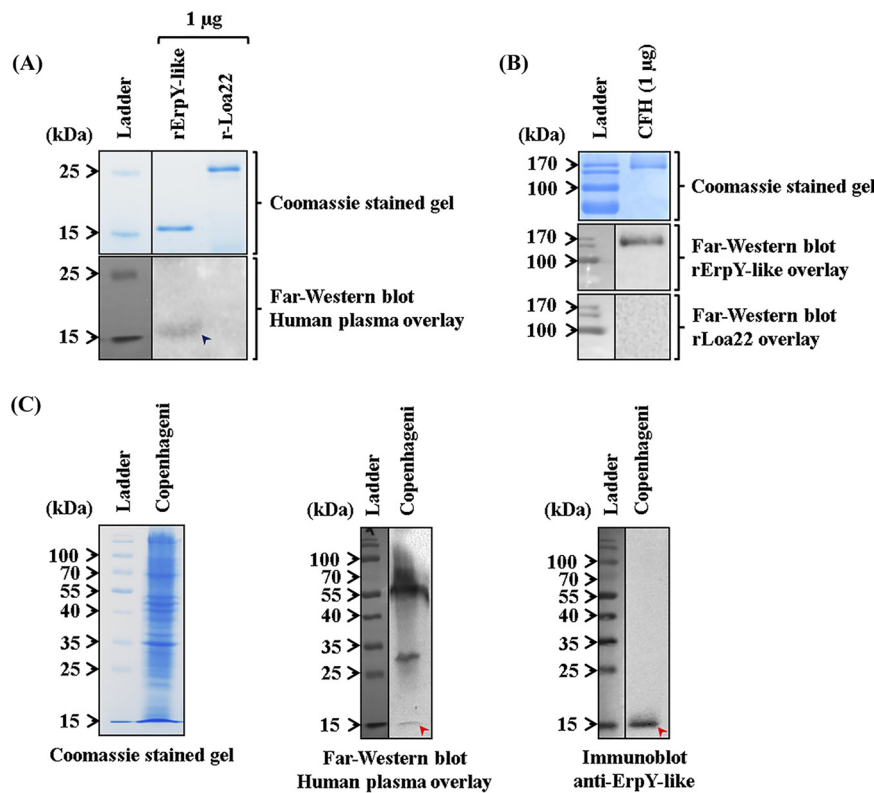 1 µg
(A)
Ladder
rErpY-like
r-Loa22
(kDa)
25
15
Coomassie stained gel
25
15
Far-Western blot
Human plasma overlay
(B)
Ladder
CFH (1 µg)
(kDa)
170
100
Coomassie stained gel
170
100
Far-Western blot
rErpY-like overlay
170
100
Far-Western blot
rLoa22 overlay
(C)
Ladder
Copenhageni
(kDa)
100
70
55
40
35
25
15
Coomassie stained gel
Ladder
Copenhageni
(kDa)
100
70
55
40
35
25
15
Far-Western blot
Human plasma overlay
Ladder
Copenhageni
(kDa)
100
70
55
40
35
25
15
Immunoblot
anti-ErpY-like